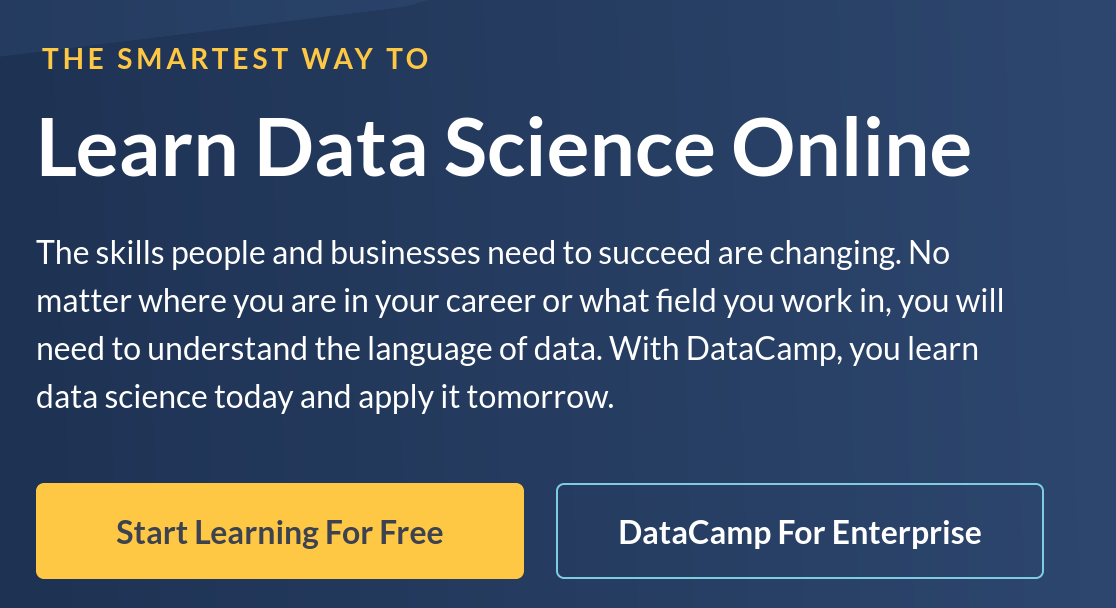 THE SMARTEST WAY TO
Learn Data Science Online
The skills people and businesses need to succeed are changing. No
matter where you are in your career or what field you work in, you will
need to understand the language of data. With DataCamp, you learn
data science today and apply it tomorrow.
Start Learning For Free
DataCamp For Enterprise